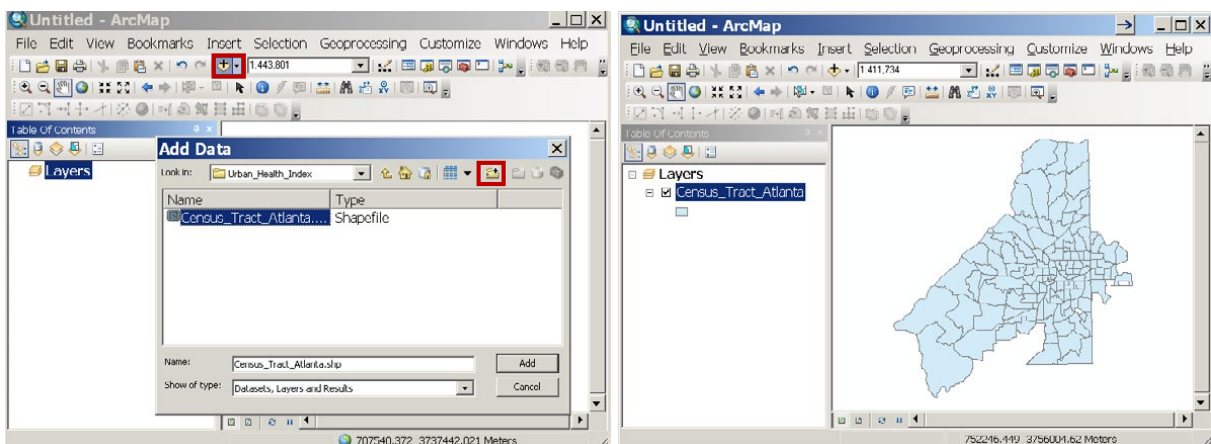 Untitled - ArcMap
File Edit View Bookmarks Insert Selection Geoprocessing Customize Windows Help
1.443.801
Table Of Contents
Layers
Add Data
Look in: Urban_Health_Index
Name Type
Census_Tract_Atlanta.... Shapefile
Name: Census_Tract_Atlanta.shp Add
Show of type: Datasets, Layers and Results Cancel
707540.372 3737442.021 Meters
Untitled - ArcMap
File Edit View Bookmarks Insert Selection Geoprocessing Customize Windows Help
1 411,734
Table Of Contents
Layers
Census_Tract_Atlanta
752246.449 3756004.62 Meters